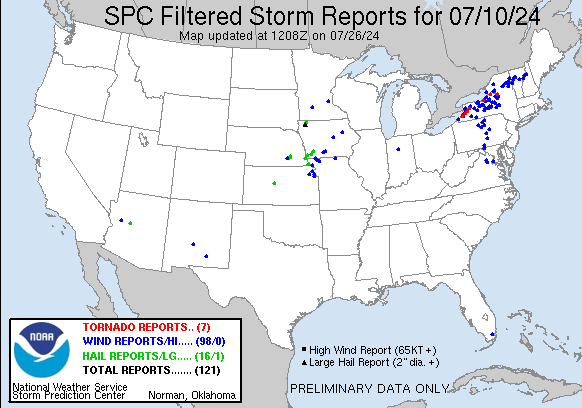 SPC Filtered Storm Reports for 07/10/24
Map updated at 1208Z on 07/26/24
NOAA
TORNADO REPORTS.. (7)
WIND REPORTS/HI..... (98/0)
HAIL REPORTS/LG..... (16/1)
TOTAL REPORTS....... (121)
National Weather Service
Storm Prediction Center Norman, Oklahoma
High Wind Report (65KT +)
Large Hail Report (2" dia. +)
PRELIMINARY DATA ONLY